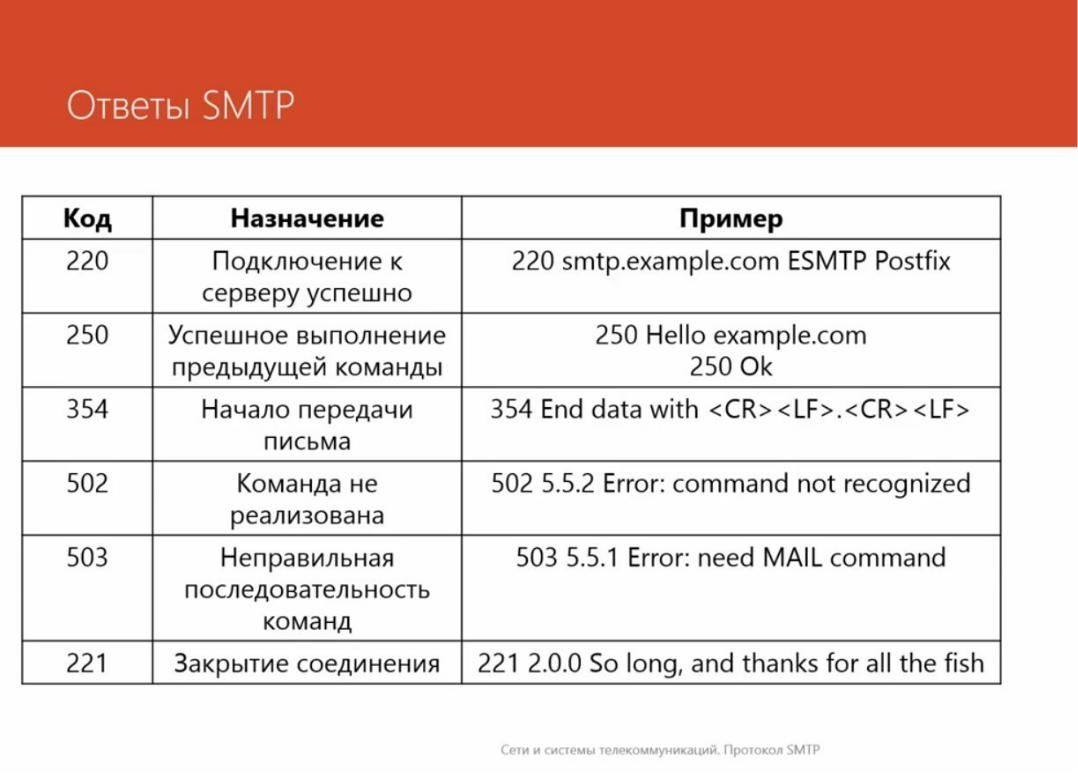 Ответы SMTP
Код Назначение Пример
220 Подключение к 220 smtp.example.com ESMTP Postfix
серверу успешно
250 Успешное выполнение 250 Hello example.com
предыдущей команды 250 Ok
354 Начало передачи 354 End data with <CR><LF>.<CR><LF>
письма
502 Команда не 502 5.5.2 Error: command not recognized
реализована
503 Неправильная 503 5.5.1 Error: need MAIL command
последовательность
команд
221 Закрытие соединения 221 2.0.0 So long, and thanks for all the fish
Сети и системы телекоммуникаций. Протокол SMTP